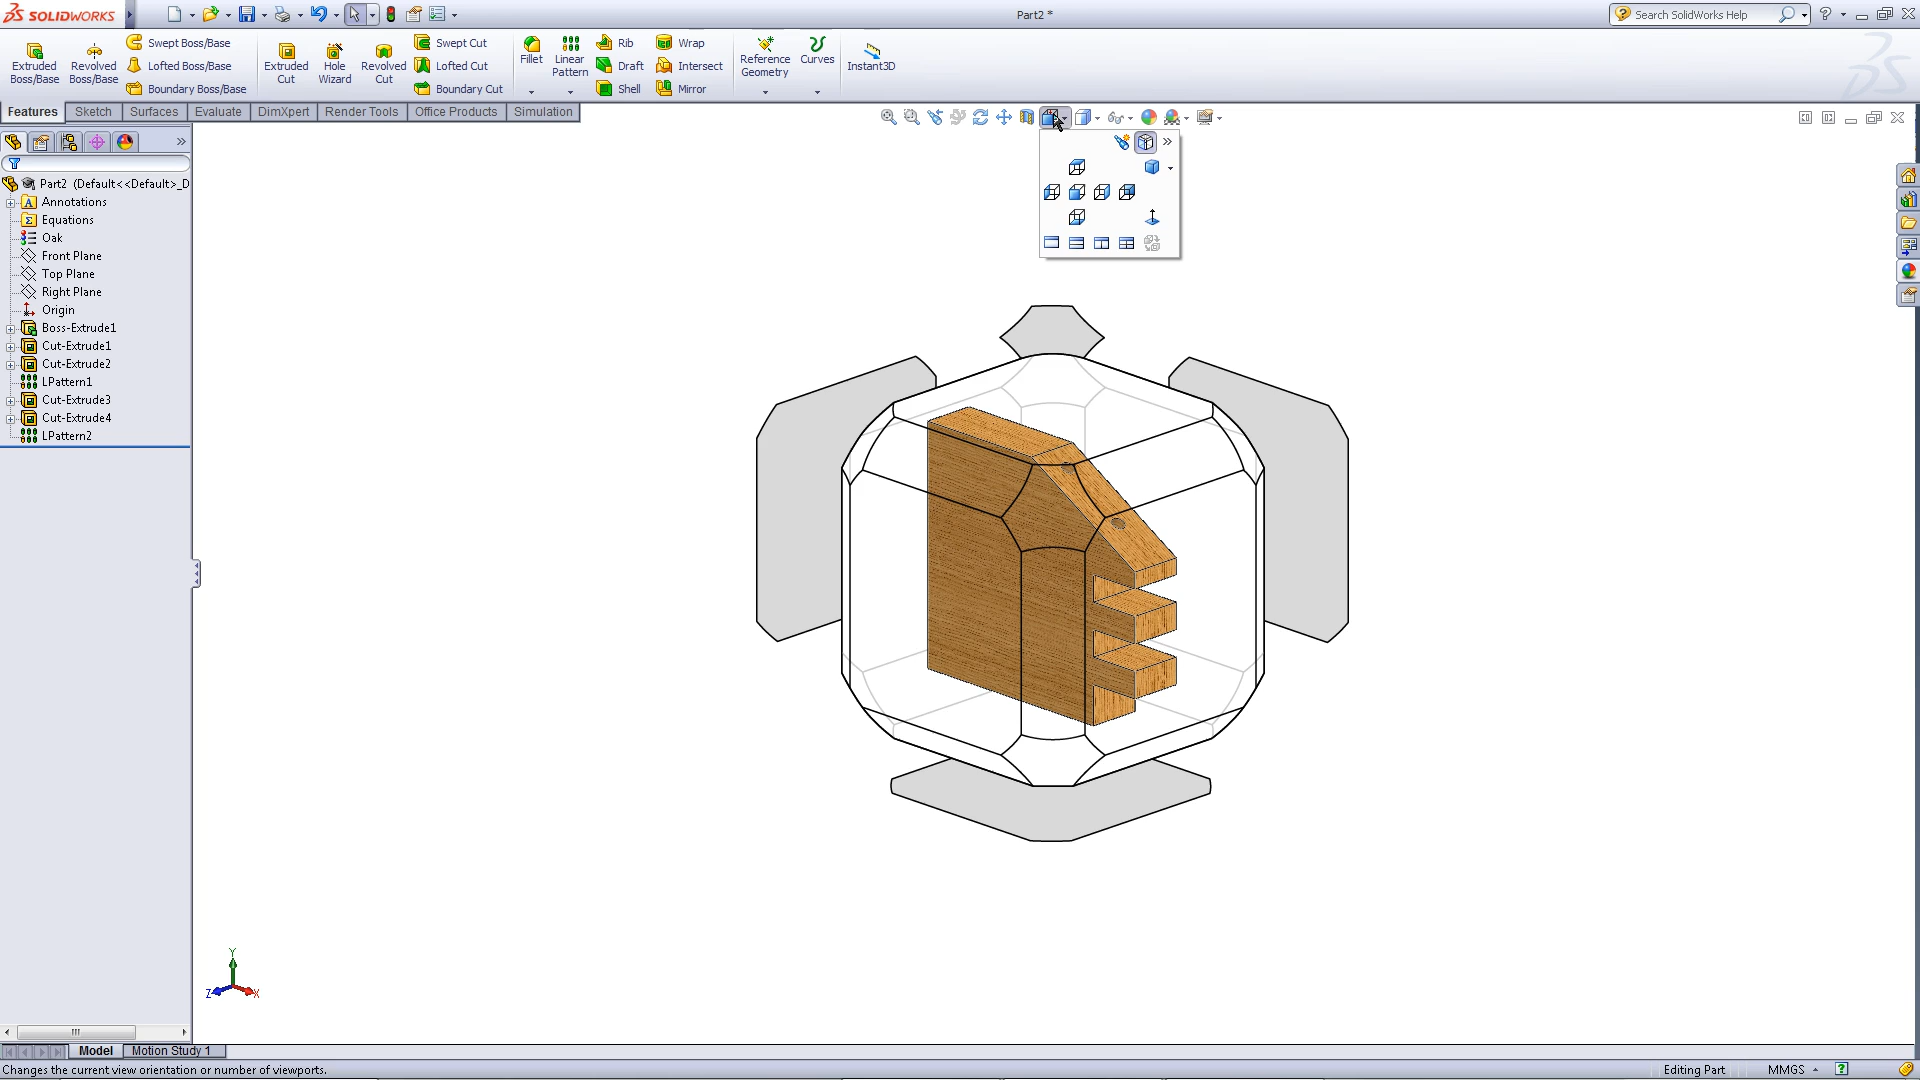 SOLIDWORKS
Part2 *
Search SolidWorks Help
Extruded Boss/Base
Revolved Boss/Base
Swept Boss/Base
Lofted Boss/Base
Boundary Boss/Base
Extruded Cut
Hole Wizard
Revolved Cut
Swept Cut
Lofted Cut
Boundary Cut
Fillet
Linear Pattern
Rib
Draft
Shell
Wrap
Intersect
Mirror
Reference Geometry
Curves
Instant3D
Features
Sketch
Surfaces
Evaluate
DimXpert
Render Tools
Office Products
Simulation
Part2 (Default<<Default>_D
Annotations
Equations
Oak
Front Plane
Top Plane
Right Plane
Origin
Boss-Extrude1
Cut-Extrude1
Cut-Extrude2
LPattern1
Cut-Extrude3
Cut-Extrude4
LPattern2
Y
Z
X
Model
Motion Study 1
Changes the current view orientation or number of viewports.
Editing Part
MMGS